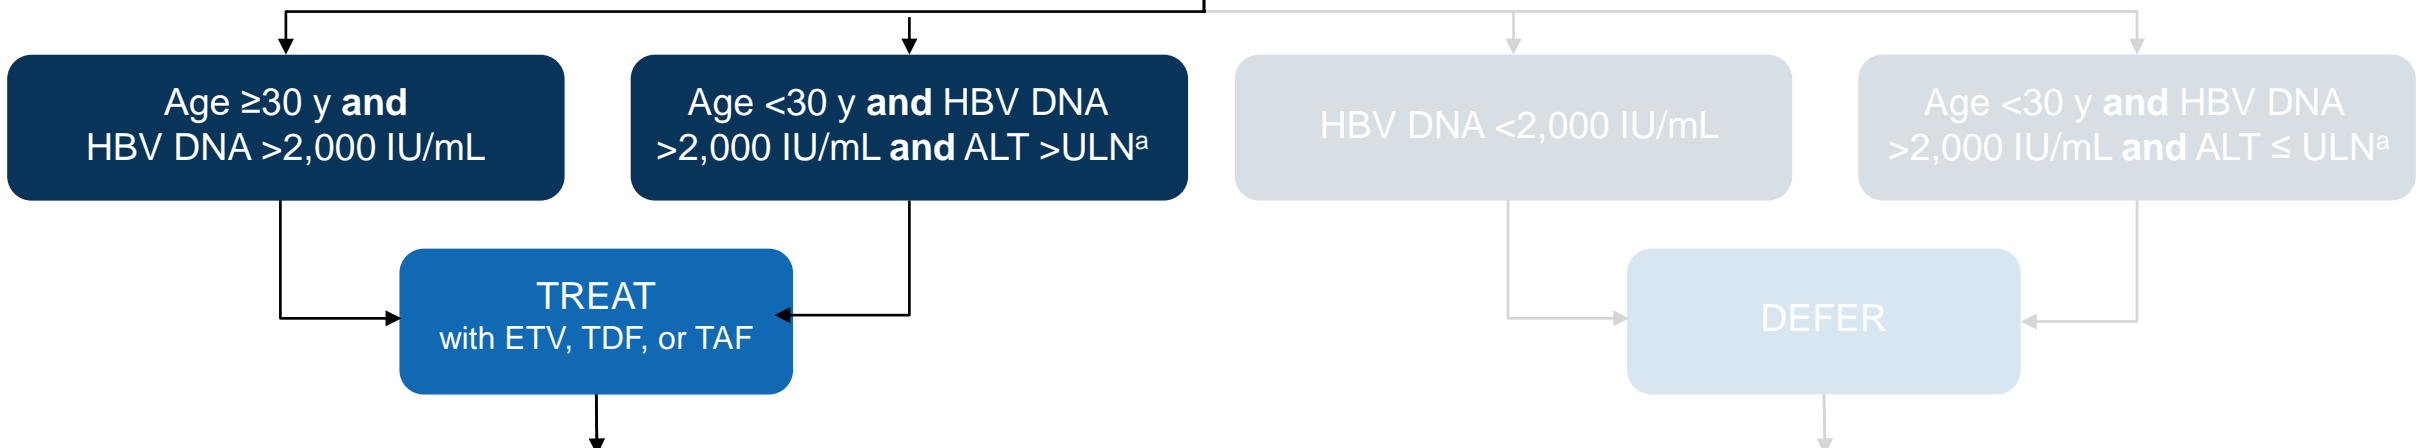 Age ≥30 y and
HBV DNA >2,000 IU/mL
Age <30 y and HBV DNA
>2,000 IU/mL and ALT >ULNᵃ
HBV DNA <2,000 IU/mL
Age <30 y and HBV DNA
>2,000 IU/mL and ALT ≤ ULNᵃ
TREAT
with ETV, TDF, or TAF
DEFER